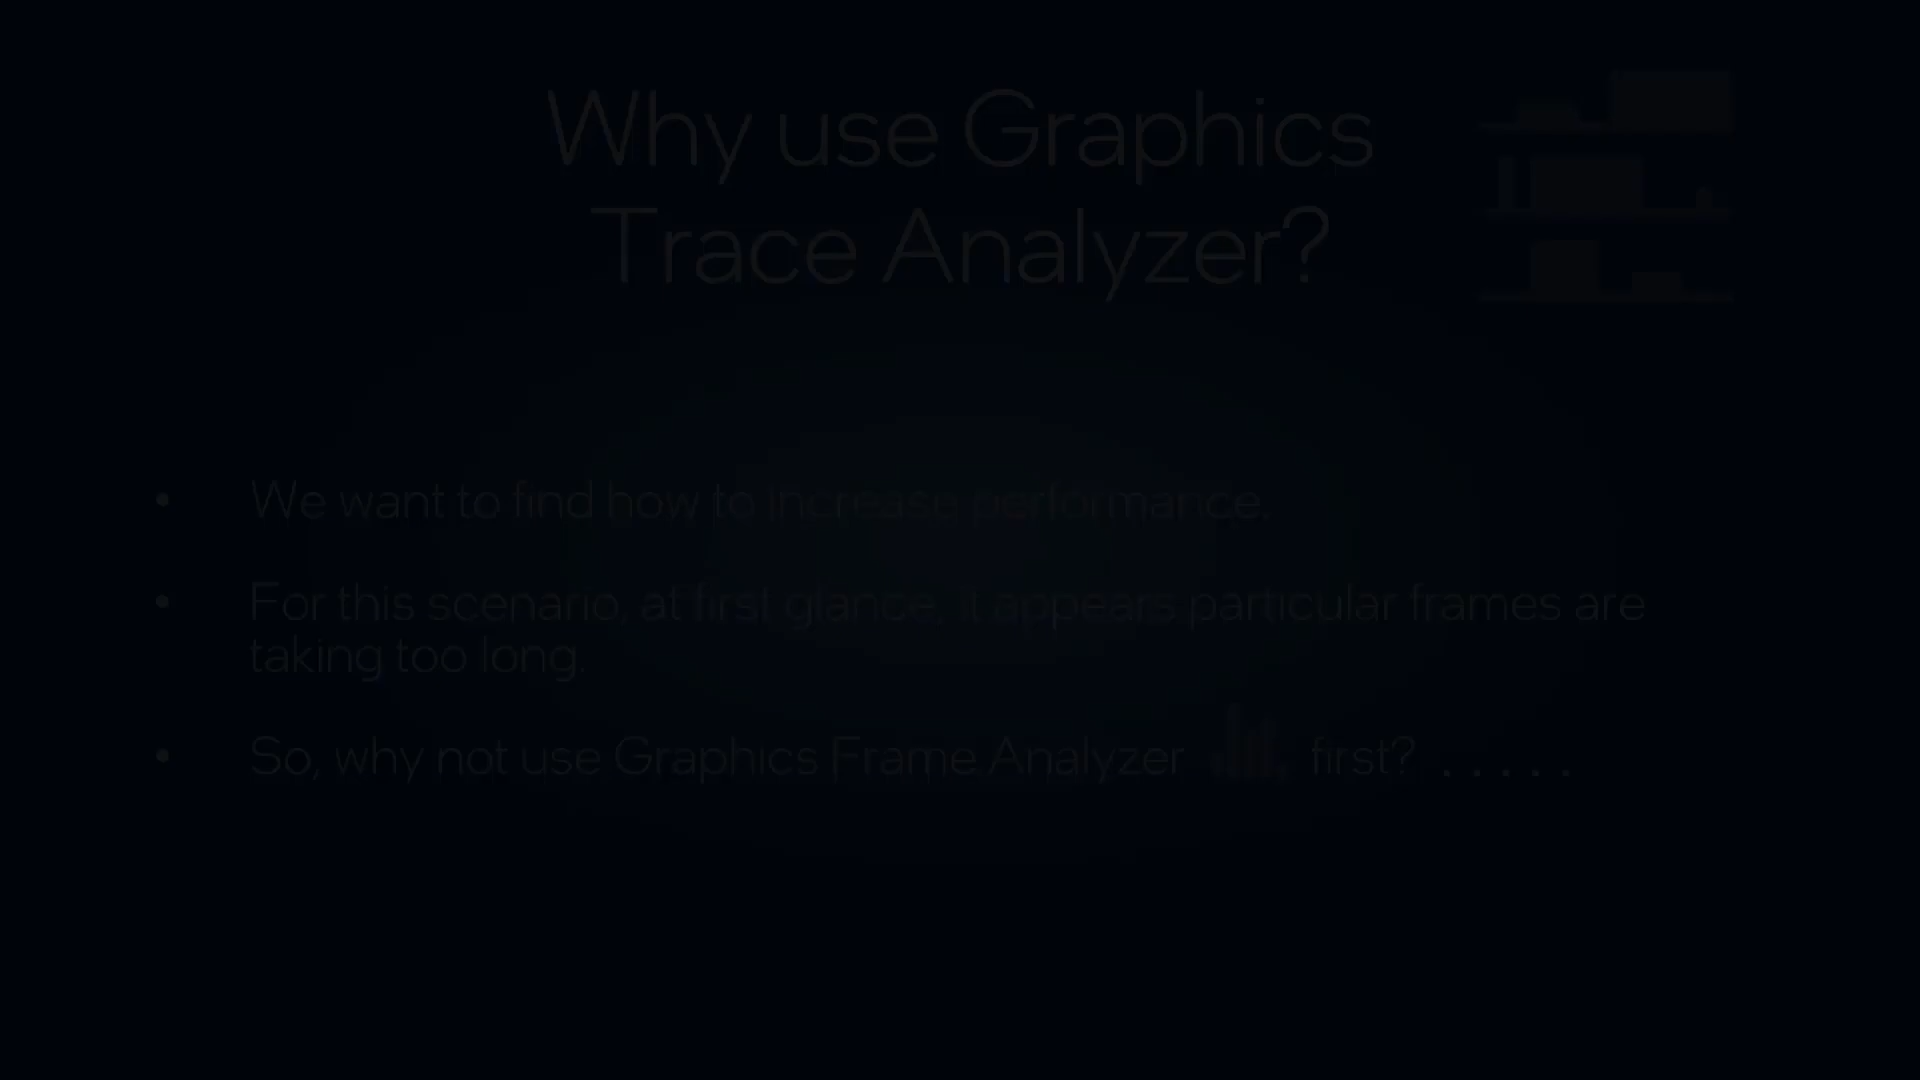 Why use Graphics
Trace Analyzer?
• We want to find how to increase performance.
• For this scenario, at first glance, it appears particular frames are
taking too long.
• So, why not use Graphics Frame Analyzer first? . . . . .